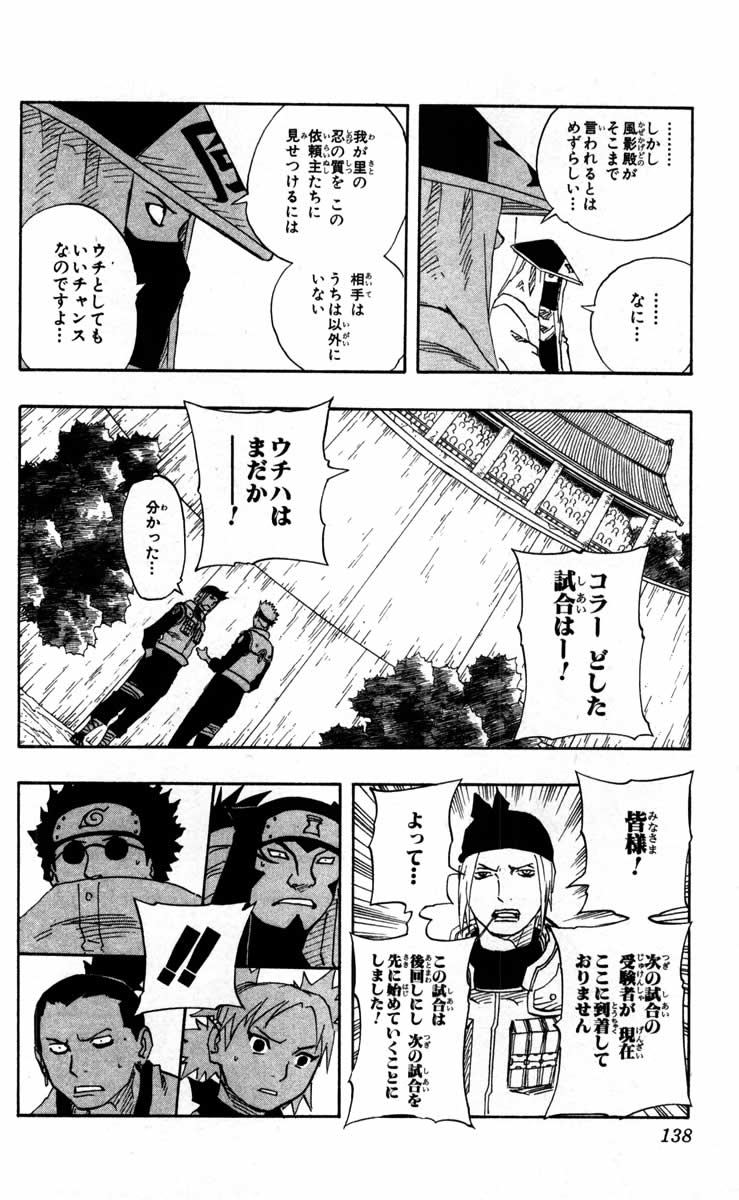 ………
しかし
風影殿が
そこまで
言われるとは
めずらしい…
……
なに…
我が里の
忍の質を この
依頼主たちに
見せつけるには
相手は
うちは以外に
いない
ウチとしても
いいチャンス
なのですよ…
風
コラー どした
試合はー！
ウチハは
まだか
――！
分かった…
皆様！
次の試合の
受験者が 現在
ここに到着して
おりません
よって…
この試合は
後回しにし 次の試合を
先に始めていくことに
しました！
！！
138